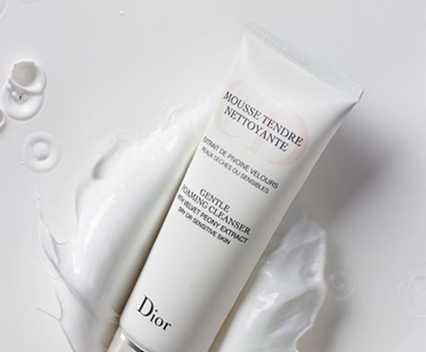 MOUSSE TENDRE
NETTOYANTE
EXTRAIT DE PIVOINE VELOURS
PEAUX SÈCHES OU SENSIBLES
GENTLE
FOAMING CLEANSER
WITH VELVET PEONY EXTRACT
DRY OR SENSITIVE SKIN
Dior